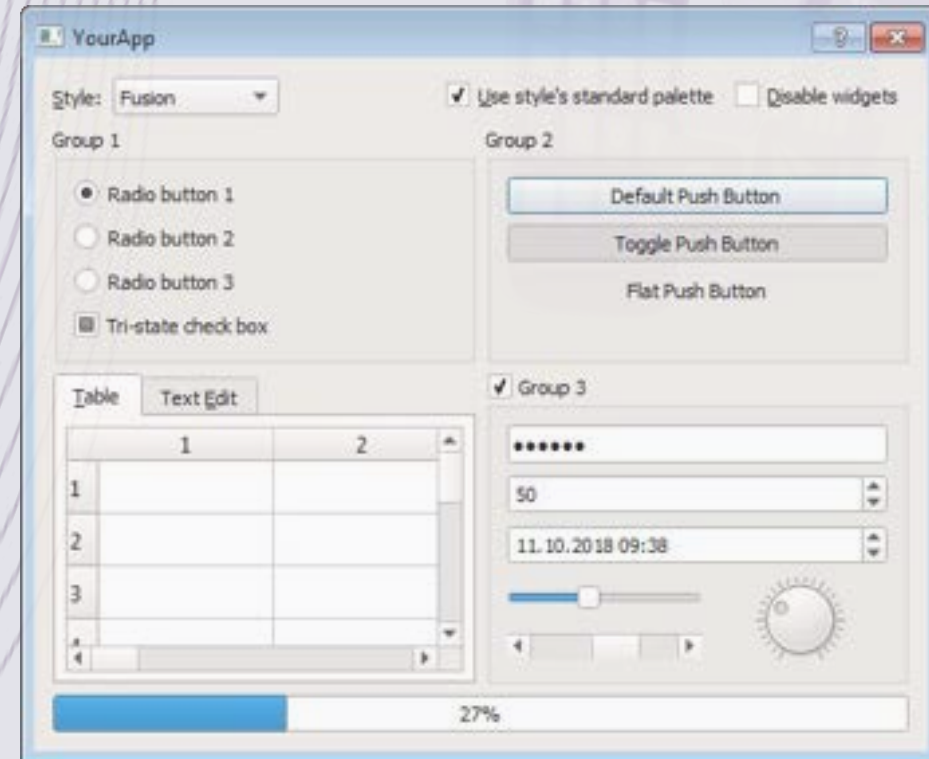 YourApp
Style: Fusion Use style's standard palette Disable widgets
Group 1
Radio button 1
Radio button 2
Radio button 3
Tri-state check box
Group 2
Default Push Button
Toggle Push Button
Flat Push Button
Table Text Edit
1 2
1
2
3
Group 3
••••••
50
11.10.2018 09:38
27%